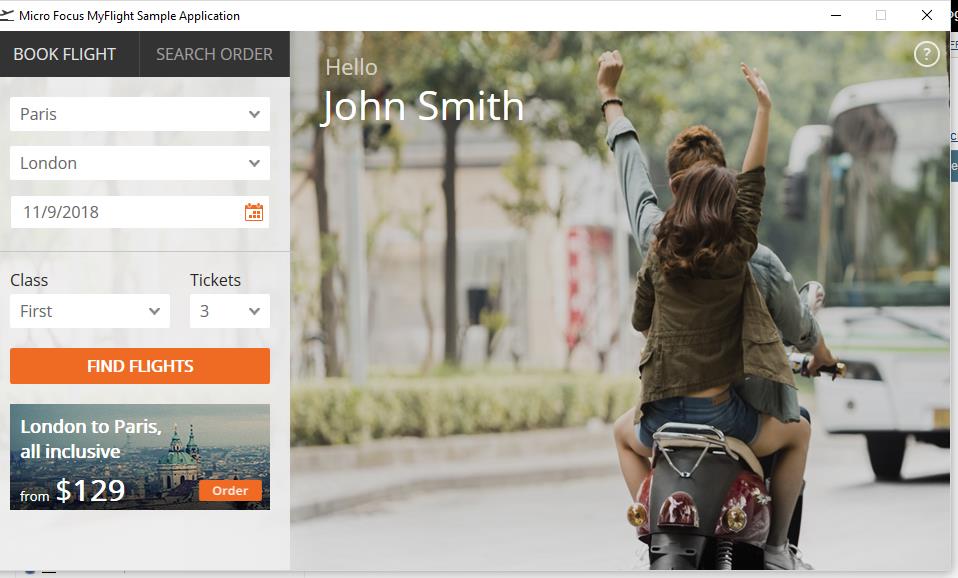 Micro Focus MyFlight Sample Application
BOOK FLIGHT
SEARCH ORDER
Hello
John Smith
?
Paris
London
11/9/2018
Class
Tickets
First
3
FIND FLIGHTS
London to Paris,
all inclusive
from $129
Order